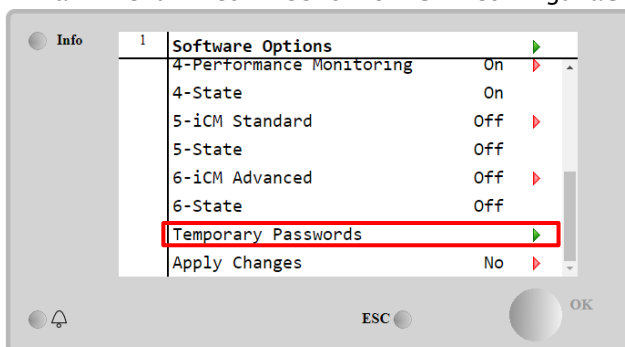 Info
1 Software Options
4-Performance Monitoring On
4-State On
5-iCM Standard Off
5-State Off
6-iCM Advanced Off
6-State Off
Temporary Passwords
Apply Changes No
ESC
OK